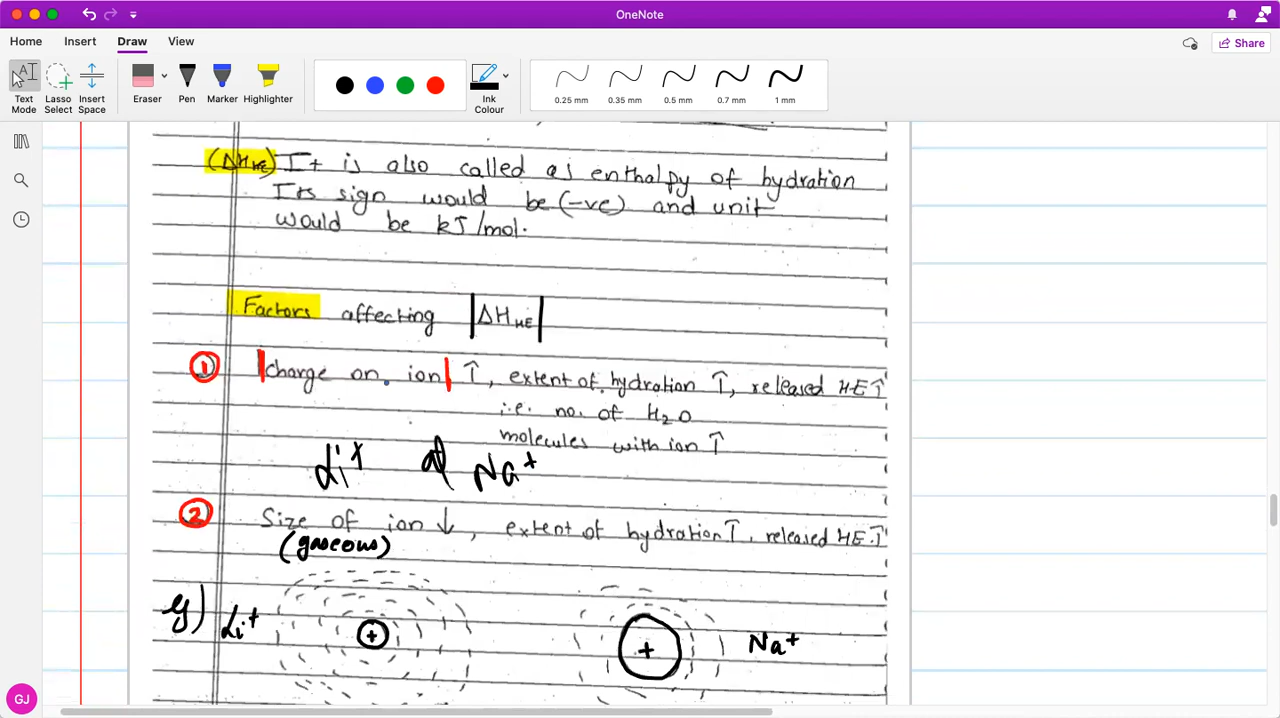 OneNote
Home Insert Draw View
Share
Text Mode
Lasso Select
Insert Space
Eraser
Pen
Marker
Highlighter
Ink Colour
0.25 mm 0.35 mm 0.5 mm 0.7 mm 1 mm
(ΔH_HE) It is also called as enthalpy of hydration
Its sign would be (-ve) and unit
would be kJ/mol.
Factors affecting |ΔH_HE|
① |charge on ion| ↑, extent of hydration ↑, released HE↑
i.e. no. of H2O
molecules with ion ↑
Li+ Na+
② Size of ion ↓, extent of hydration ↑, released HE↑
(gaseous)
eg) Li+ + + Na+
GJ